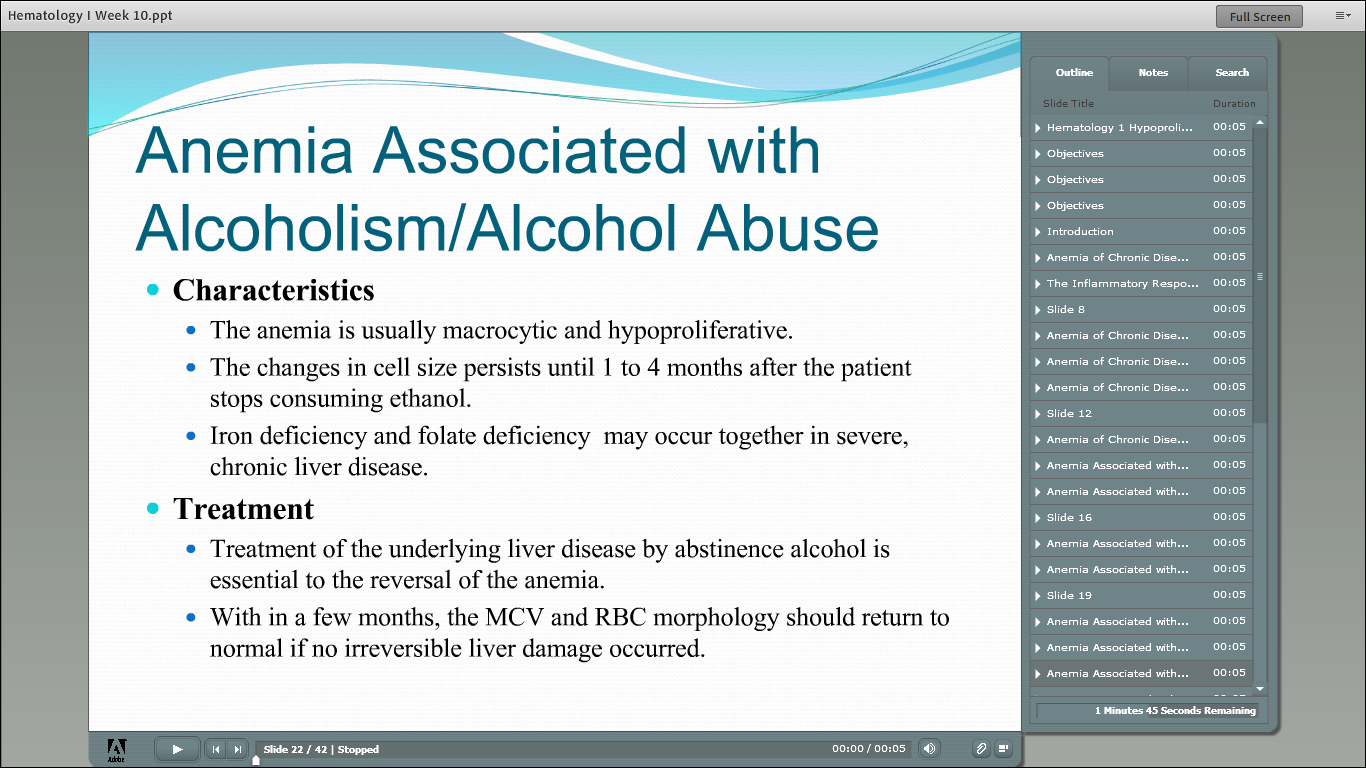 Hematology I Week 10.ppt
Full Screen
Anemia Associated with
Alcoholism/Alcohol Abuse
• Characteristics
• The anemia is usually macrocytic and hypoproliferative.
• The changes in cell size persists until 1 to 4 months after the patient
stops consuming ethanol.
• Iron deficiency and folate deficiency  may occur together in severe,
chronic liver disease.
• Treatment
• Treatment of the underlying liver disease by abstinence alcohol is
essential to the reversal of the anemia.
• With in a few months, the MCV and RBC morphology should return to
normal if no irreversible liver damage occurred.
Outline Notes Search
Slide Title Duration
Hematology 1 Hypoproli... 00:05
Objectives 00:05
Objectives 00:05
Objectives 00:05
Introduction 00:05
Anemia of Chronic Dise... 00:05
The Inflammatory Respo... 00:05
Slide 8 00:05
Anemia of Chronic Dise... 00:05
Anemia of Chronic Dise... 00:05
Anemia of Chronic Dise... 00:05
Slide 12 00:05
Anemia of Chronic Dise... 00:05
Anemia Associated with... 00:05
Anemia Associated with... 00:05
Slide 16 00:05
Anemia Associated with... 00:05
Anemia Associated with... 00:05
Slide 19 00:05
Anemia Associated with... 00:05
Anemia Associated with... 00:05
Anemia Associated with... 00:05
1 Minutes 45 Seconds Remaining
Adobe
Slide 22 / 42 | Stopped 00:00 / 00:05